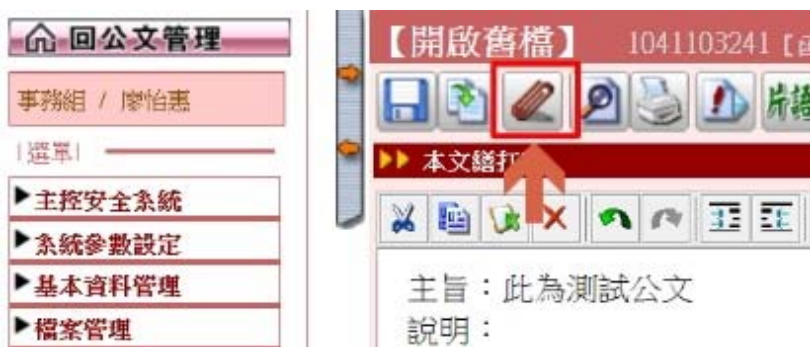 回公文管理
事務組 / 廖怡惠
|選單|
▶主控安全系統
▶系統參數設定
▶基本資料管理
▶檔案管理
【開啟舊檔】 1041103241 [函
片語
本文繕打
主旨：此為測試公文
說明：